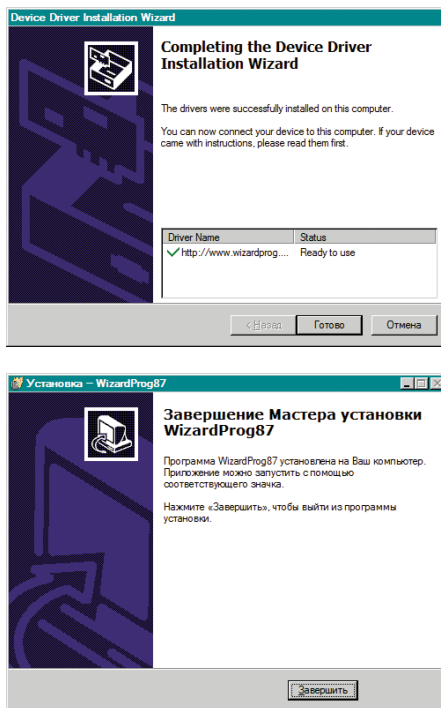 Device Driver Installation Wizard
Completing the Device Driver
Installation Wizard
The drivers were successfully installed on this computer.
You can now connect your device to this computer. If your device
came with instructions, please read them first.
Driver Name Status
http://www.wizardprog.... Ready to use
< Назад Готово Отмена
Установка – WizardProg87
Завершение Мастера установки
WizardProg87
Программа WizardProg87 установлена на Ваш компьютер.
Приложение можно запустить с помощью
соответствующего значка.
Нажмите «Завершить», чтобы выйти из программы
установки.
Завершить